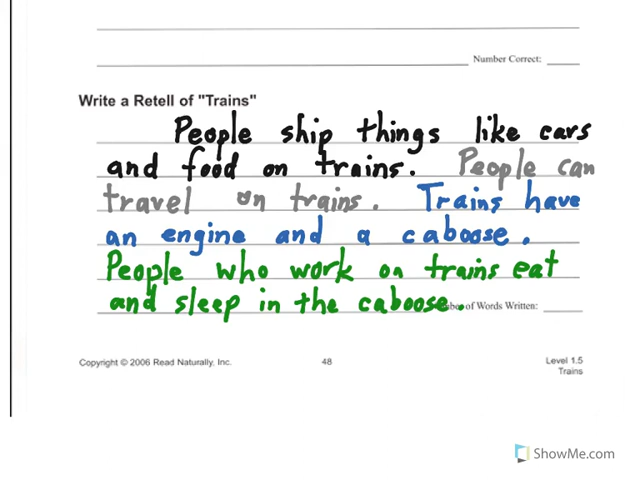 Number Correct:
Write a Retell of "Trains"
People ship things like cars
and food on trains. People can
travel on trains. Trains have
an engine and a caboose.
People who work on trains eat
and sleep in the caboose.
of Words Written:
Copyright © 2006 Read Naturally, Inc. 48 Level 1.5
Trains
ShowMe.com